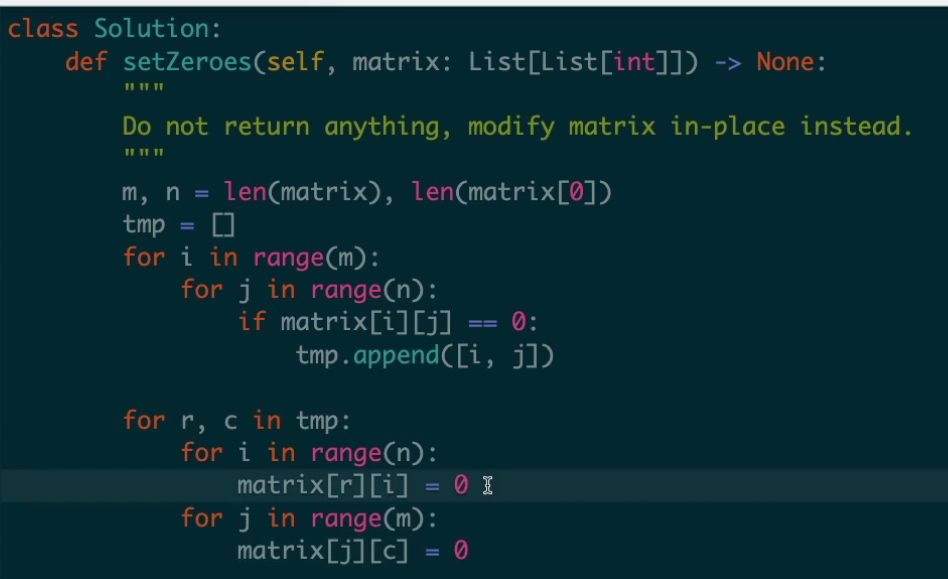 class Solution:
    def setZeroes(self, matrix: List[List[int]]) -> None:
        """
        Do not return anything, modify matrix in-place instead.
        """
        m, n = len(matrix), len(matrix[0])
        tmp = []
        for i in range(m):
            for j in range(n):
                if matrix[i][j] == 0:
                    tmp.append([i, j])

        for r, c in tmp:
            for i in range(n):
                matrix[r][i] = 0
            for j in range(m):
                matrix[j][c] = 0